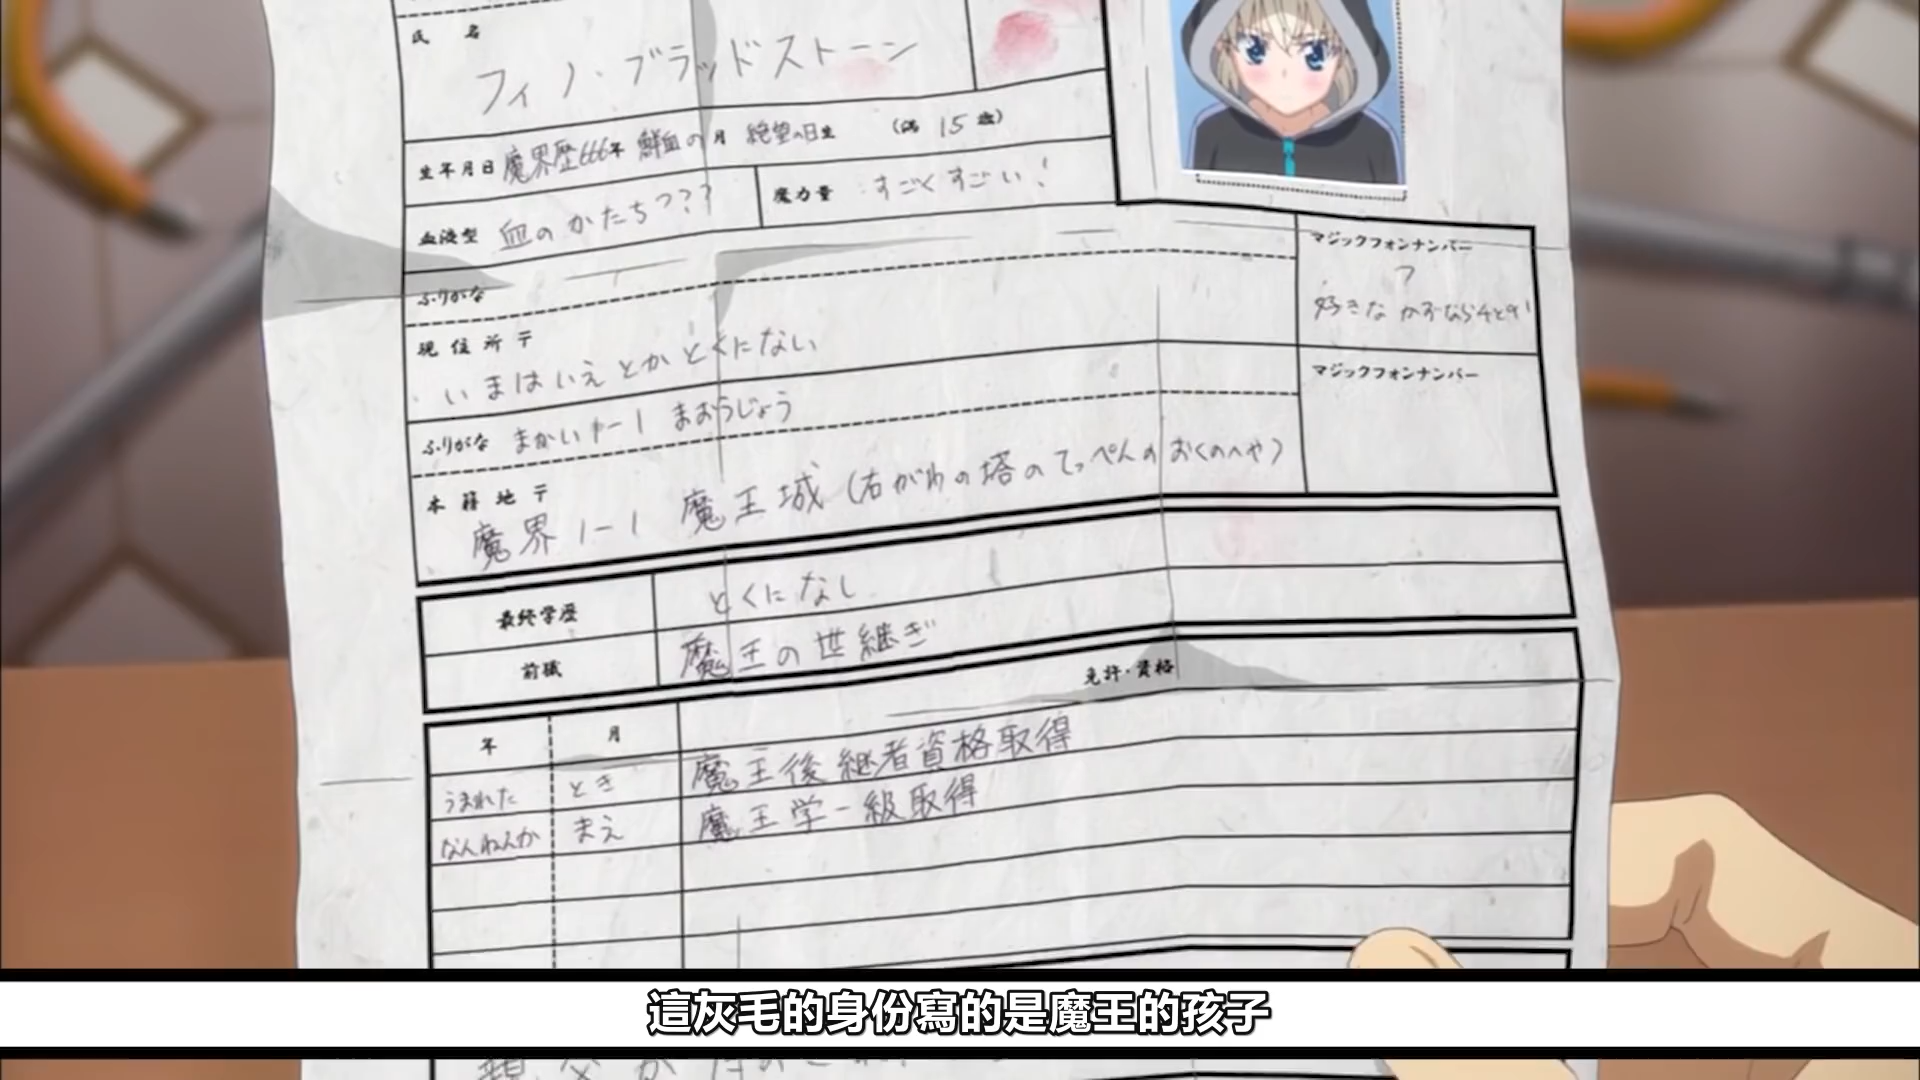 氏 名
フィノ・ブラッドストーン
生年月日 魔界歴666年 鮮血の月 絶望の日生 (満 15 歳)
血液型 血のかたちっ??? 魔力量 すごくすごい!
ふりがな
マジックフォンナンバー
?
好きな かずなら4と9!
現 住 所 〒
いまはいえとかとくにない
マジックフォンナンバー
ふりがな まかい1ー1 まおうじょう
本 籍 地 〒
魔界1ー1 魔王城(右がわの塔のてっぺんのおくのへや)
最終学歴 とくになし
前職 魔王の世継ぎ
免許・資格
年 月
うまれた とき 魔王後継者資格取得
なんねんか まえ 魔王学一級取得
這灰毛的身份寫的是魔王的孩子